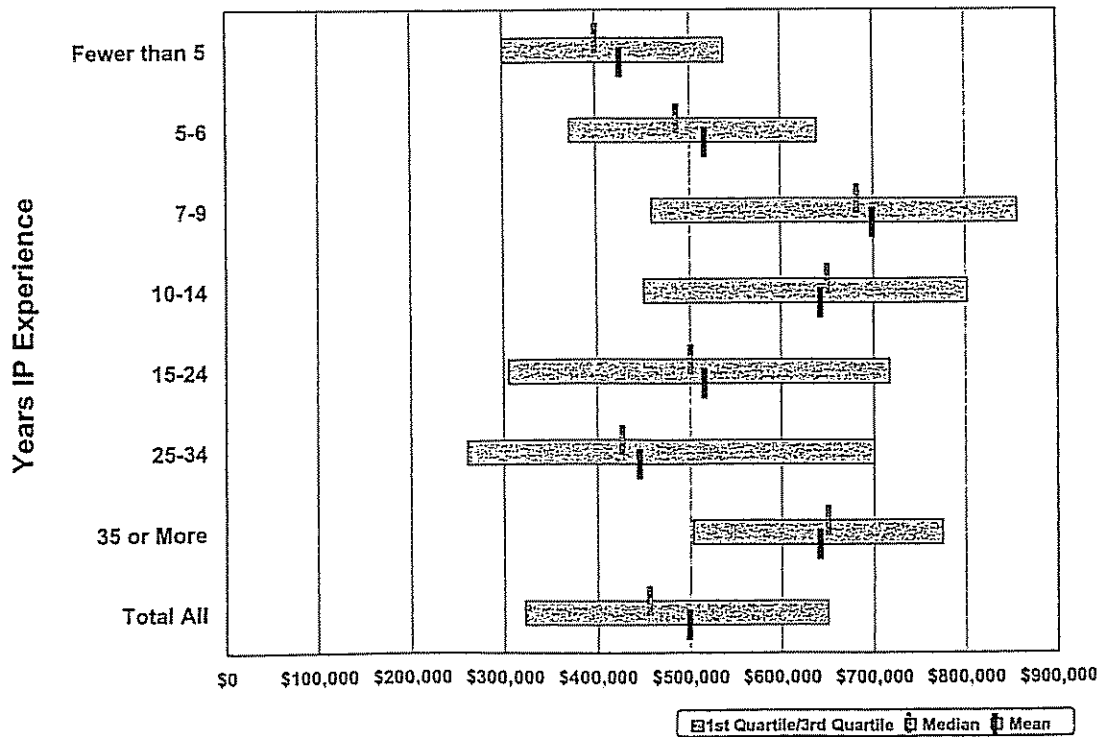 Years IP Experience
Fewer than 5
5-6
7-9
10-14
15-24
25-34
35 or More
Total All
$0 $100,000 $200,000 $300,000 $400,000 $500,000 $600,000 $700,000 $800,000 $900,000
1st Quartile/3rd Quartile Median Mean